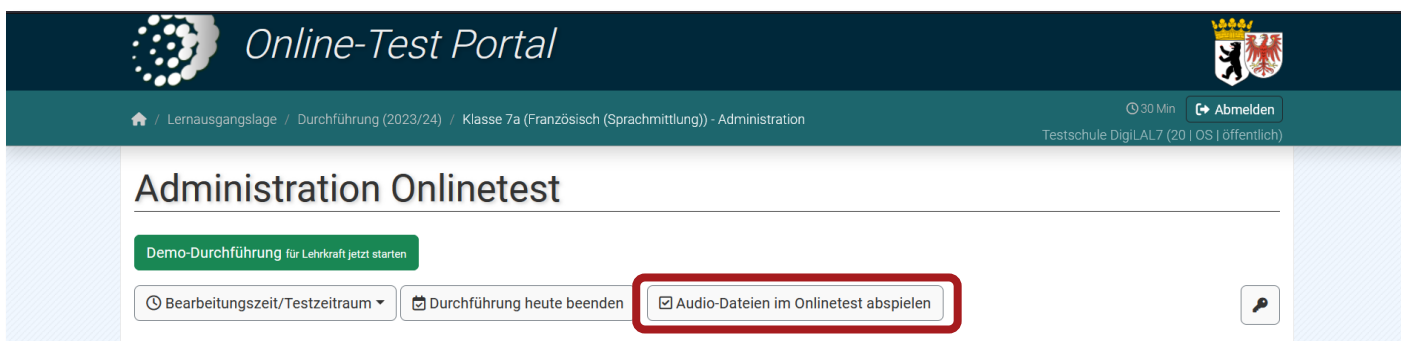 Online-Test Portal
/ Lernausgangslage / Durchführung (2023/24) / Klasse 7a (Französisch (Sprachmittlung)) - Administration
30 Min Abmelden
Testschule DigiLAL7 (20 | OS | öffentlich)
Administration Onlinetest
Demo-Durchführung für Lehrkraft jetzt starten
Bearbeitungszeit/Testzeitraum Durchführung heute beenden Audio-Dateien im Onlinetest abspielen